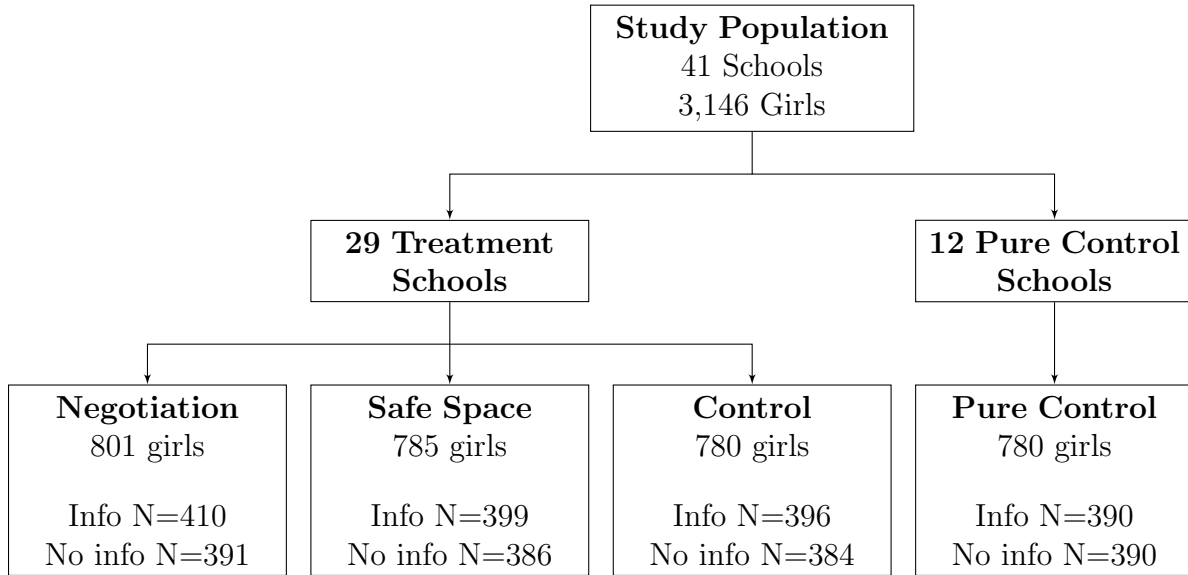 Study Population
41 Schools
3,146 Girls
29 Treatment
Schools
12 Pure Control
Schools
Negotiation
801 girls
Info N=410
No info N=391
Safe Space
785 girls
Info N=399
No info N=386
Control
780 girls
Info N=396
No info N=384
Pure Control
780 girls
Info N=390
No info N=390